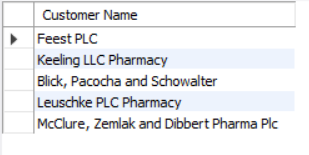 Customer Name
Feest PLC
Keeling LLC Pharmacy
Blick, Pacocha and Schowalter
Leuschke PLC Pharmacy
McClure, Zemlak and Dibbert Pharma Plc